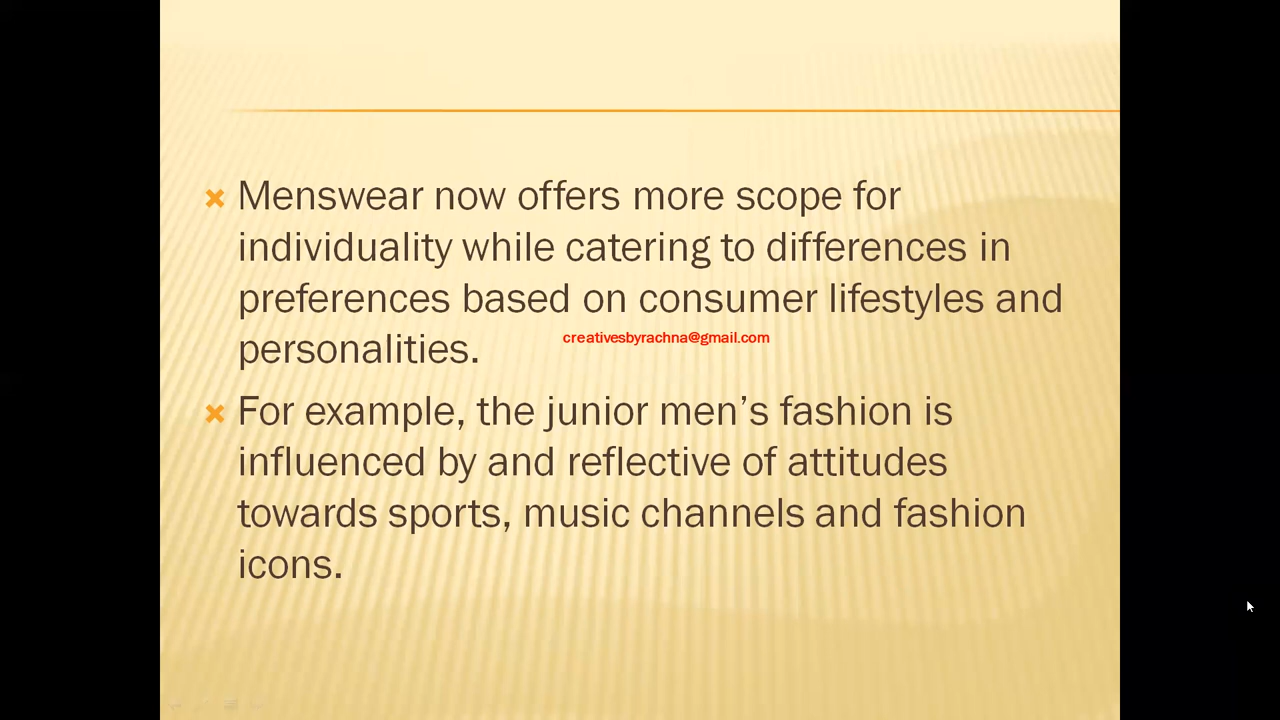 Menswear now offers more scope for
individuality while catering to differences in
preferences based on consumer lifestyles and
personalities.
creativesbyrachna@gmail.com
For example, the junior men’s fashion is
influenced by and reflective of attitudes
towards sports, music channels and fashion
icons.